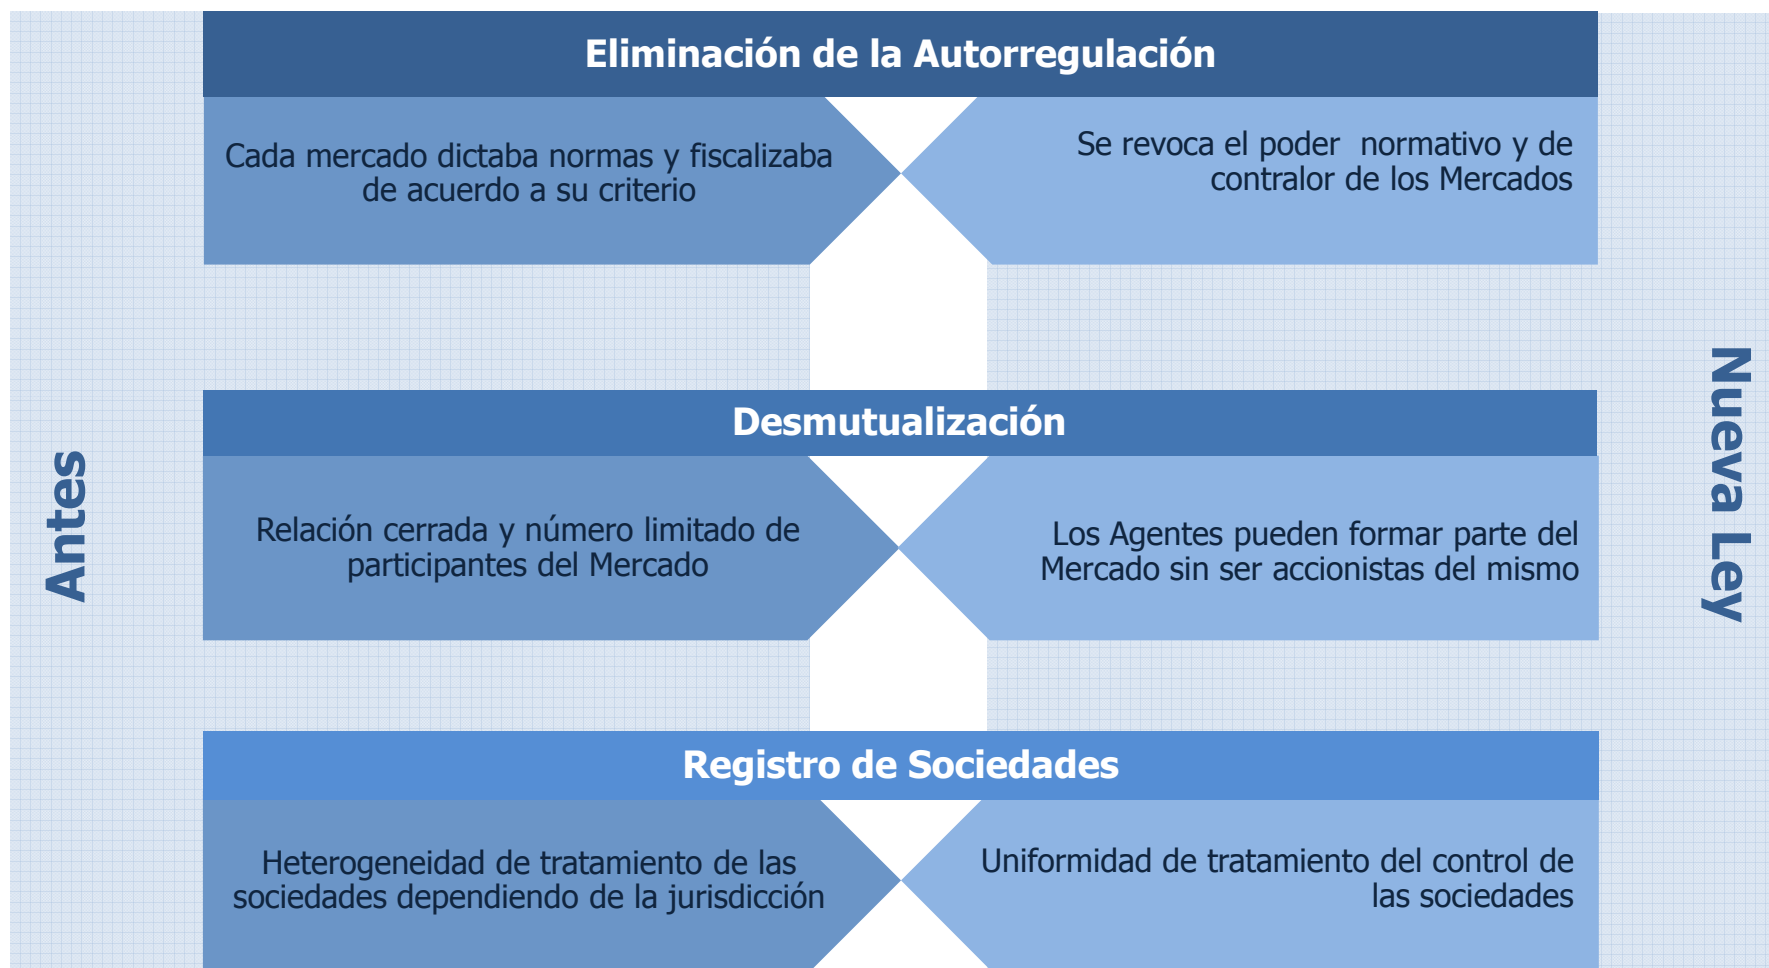 Eliminación de la Autorregulación
Cada mercado dictaba normas y fiscalizaba
de acuerdo a su criterio
Se revoca el poder  normativo y de
contralor de los Mercados
Antes
Nueva Ley
Desmutualización
Relación cerrada y número limitado de
participantes del Mercado
Los Agentes pueden formar parte del
Mercado sin ser accionistas del mismo
Registro de Sociedades
Heterogeneidad de tratamiento de las
sociedades dependiendo de la jurisdicción
Uniformidad de tratamiento del control de
las sociedades